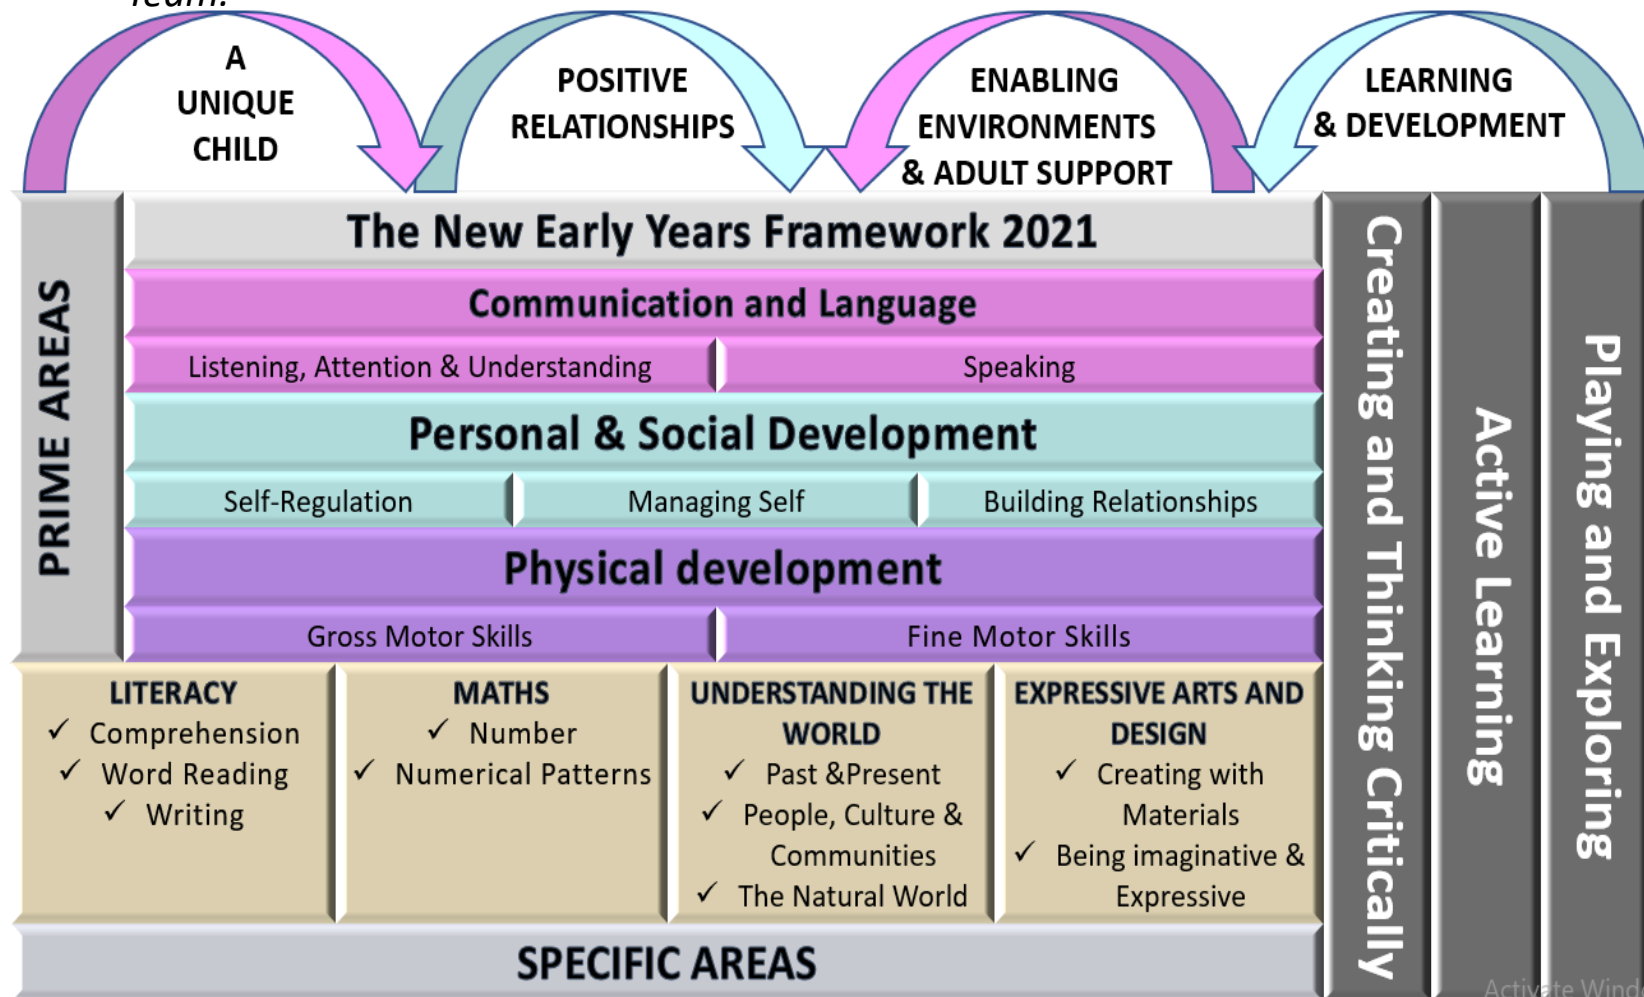 Team.
A
UNIQUE
CHILD
POSITIVE
RELATIONSHIPS
ENABLING
ENVIRONMENTS
& ADULT SUPPORT
LEARNING
& DEVELOPMENT
PRIME AREAS
The New Early Years Framework 2021
Communication and Language
Listening, Attention & Understanding
Speaking
Personal & Social Development
Self-Regulation
Managing Self
Building Relationships
Physical development
Gross Motor Skills
Fine Motor Skills
LITERACY
✓ Comprehension
✓ Word Reading
✓ Writing
MATHS
✓ Number
✓ Numerical Patterns
UNDERSTANDING THE
WORLD
✓ Past &Present
✓ People, Culture &
Communities
✓ The Natural World
EXPRESSIVE ARTS AND
DESIGN
✓ Creating with
Materials
✓ Being imaginative &
Expressive
SPECIFIC AREAS
Creating and Thinking Critically
Active Learning
Playing and Exploring
Activate Wind